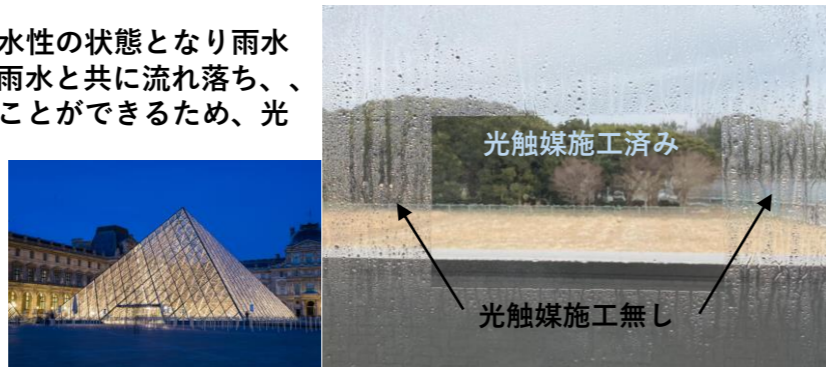 水性の状態となり雨水
雨水と共に流れ落ち、、
ことができるため、光
光触媒施工済み
光触媒施工無し